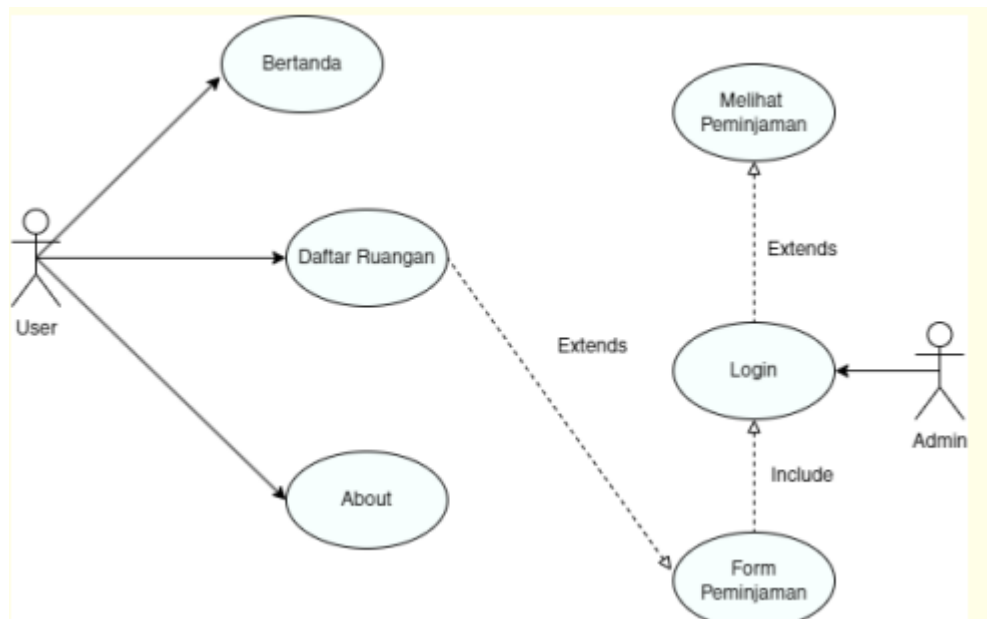 Bertanda
Melihat
Peminjaman
Extends
Daftar Ruangan
User
Extends
Login
Admin
Include
About
Form
Peminjaman